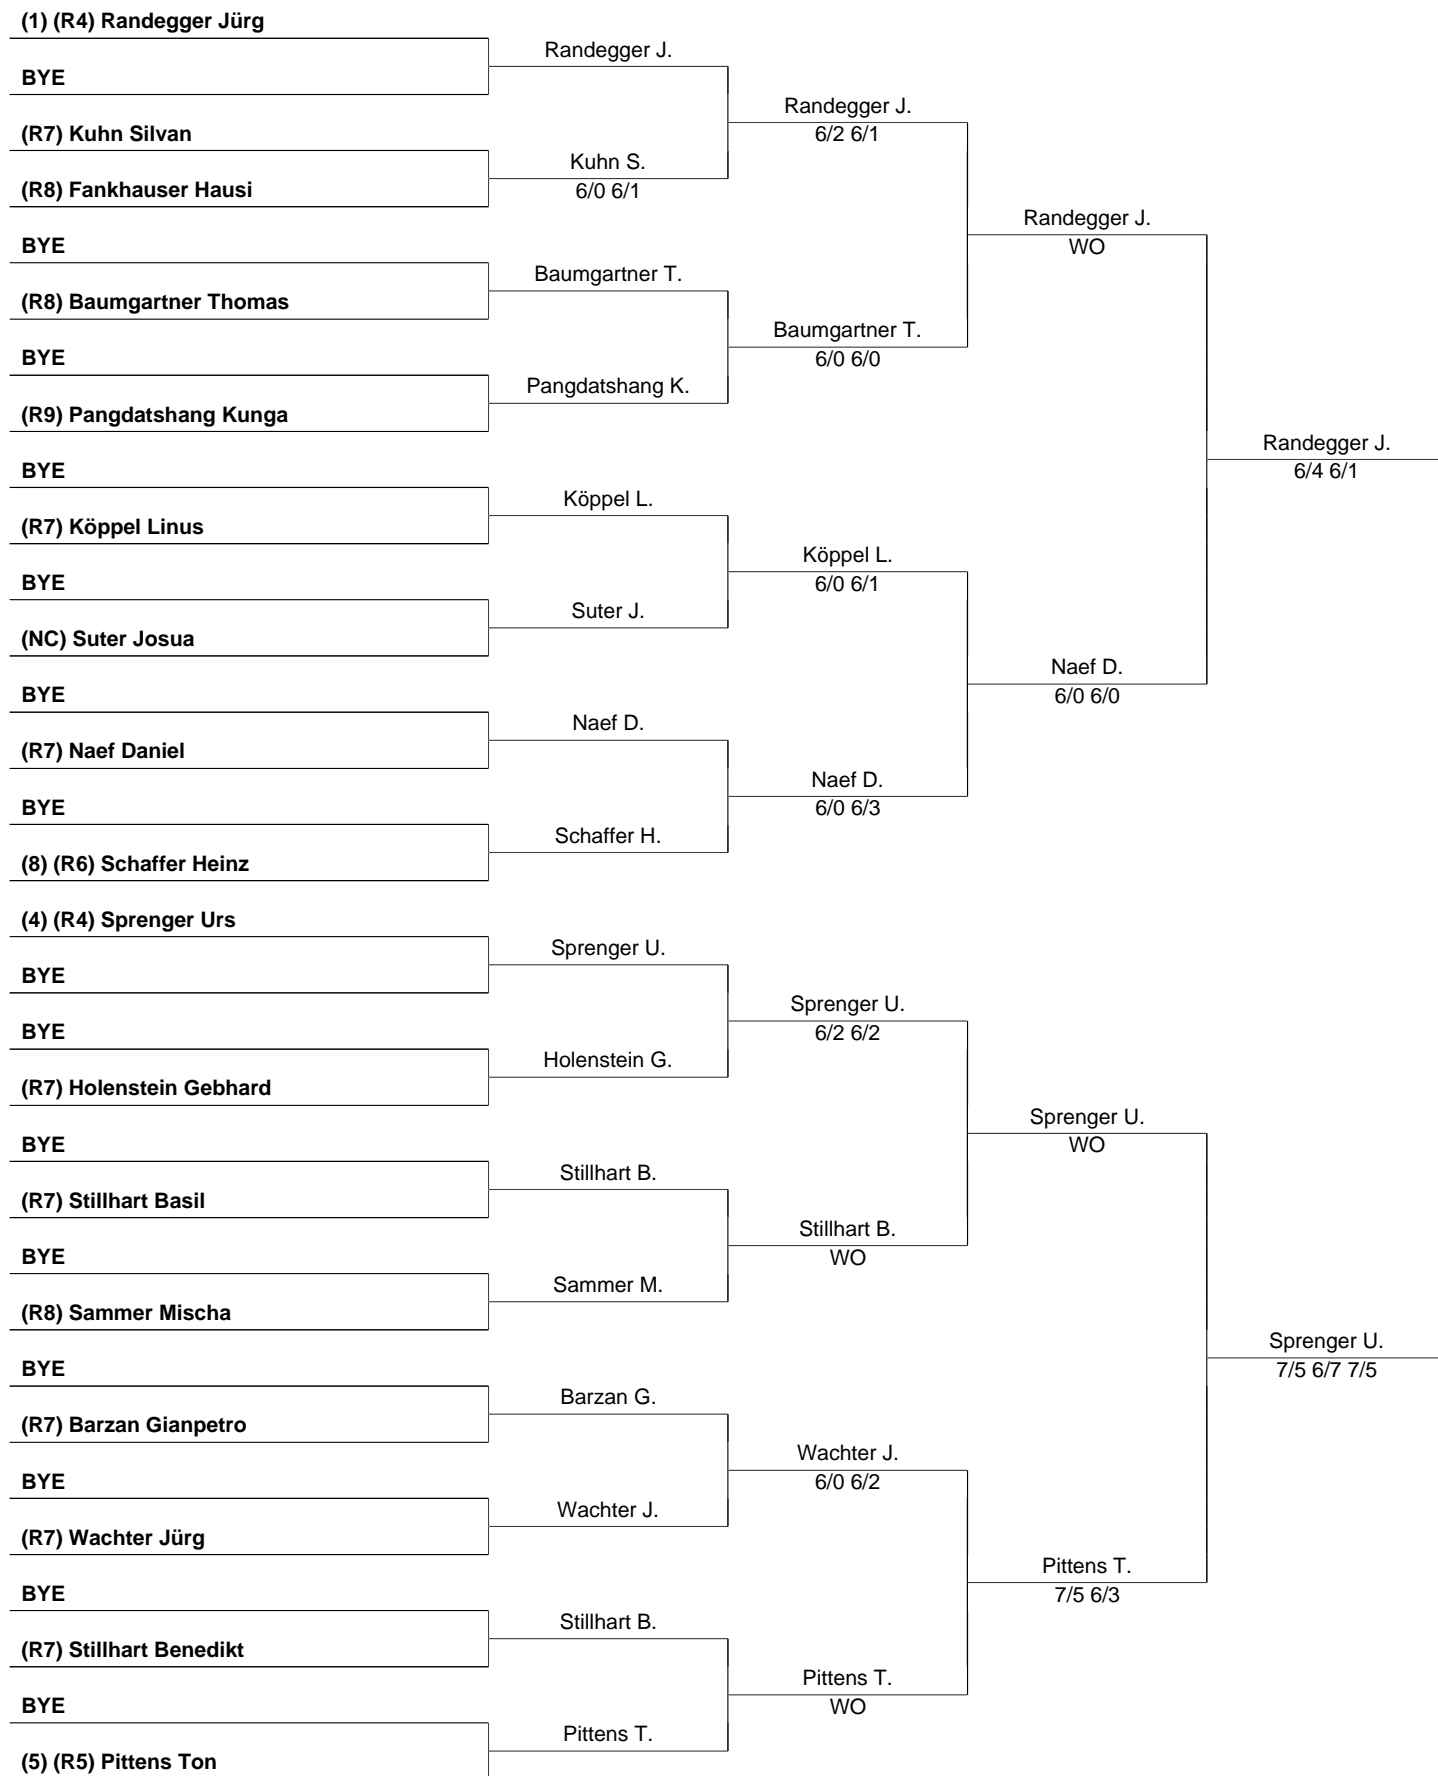 (1) (R4) Randegger Jürg
Randegger J.
BYE
Randegger J.
6/2 6/1
(R7) Kuhn Silvan
Kuhn S.
6/0 6/1
(R8) Fankhauser Hausi
Randegger J.
WO
BYE
Baumgartner T.
(R8) Baumgartner Thomas
Baumgartner T.
6/0 6/0
BYE
Pangdatshang K.
(R9) Pangdatshang Kunga
Randegger J.
6/4 6/1
BYE
Köppel L.
(R7) Köppel Linus
Köppel L.
6/0 6/1
BYE
Suter J.
(NC) Suter Josua
Naef D.
6/0 6/0
BYE
Naef D.
(R7) Naef Daniel
Naef D.
6/0 6/3
BYE
Schaffer H.
(8) (R6) Schaffer Heinz
(4) (R4) Sprenger Urs
Sprenger U.
BYE
Sprenger U.
6/2 6/2
BYE
Holenstein G.
(R7) Holenstein Gebhard
Sprenger U.
WO
BYE
Stillhart B.
(R7) Stillhart Basil
Stillhart B.
WO
BYE
Sammer M.
(R8) Sammer Mischa
Sprenger U.
7/5 6/7 7/5
BYE
Barzan G.
(R7) Barzan Gianpetro
Wachter J.
6/0 6/2
BYE
Wachter J.
(R7) Wachter Jürg
Pittens T.
7/5 6/3
BYE
Stillhart B.
(R7) Stillhart Benedikt
Pittens T.
WO
BYE
Pittens T.
(5) (R5) Pittens Ton